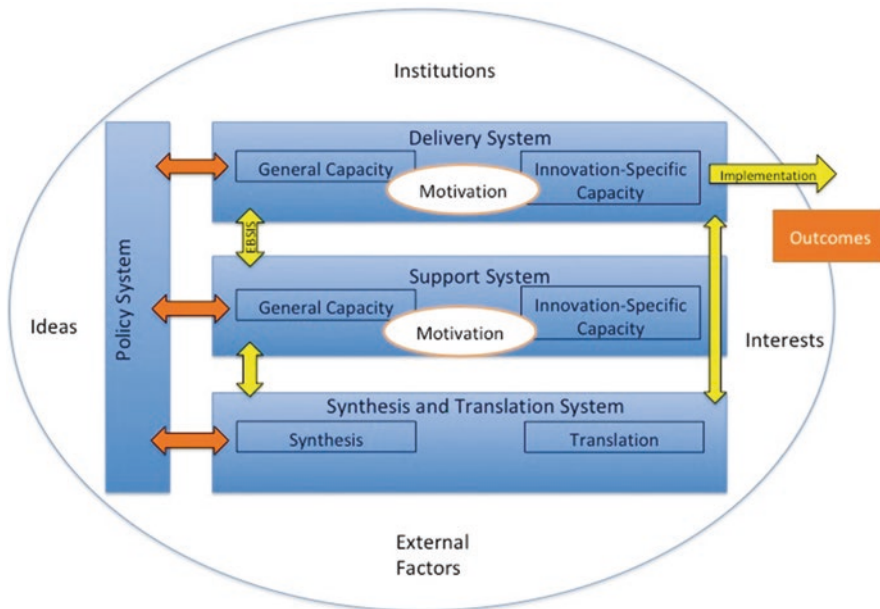 Institutions
Delivery System
General Capacity
Innovation-Specific
Capacity
Motivation
Implementation
Outcomes
EBSIS
Policy System
Ideas
Support System
General Capacity
Innovation-Specific
Capacity
Motivation
Interests
Synthesis and Translation System
Synthesis
Translation
External
Factors